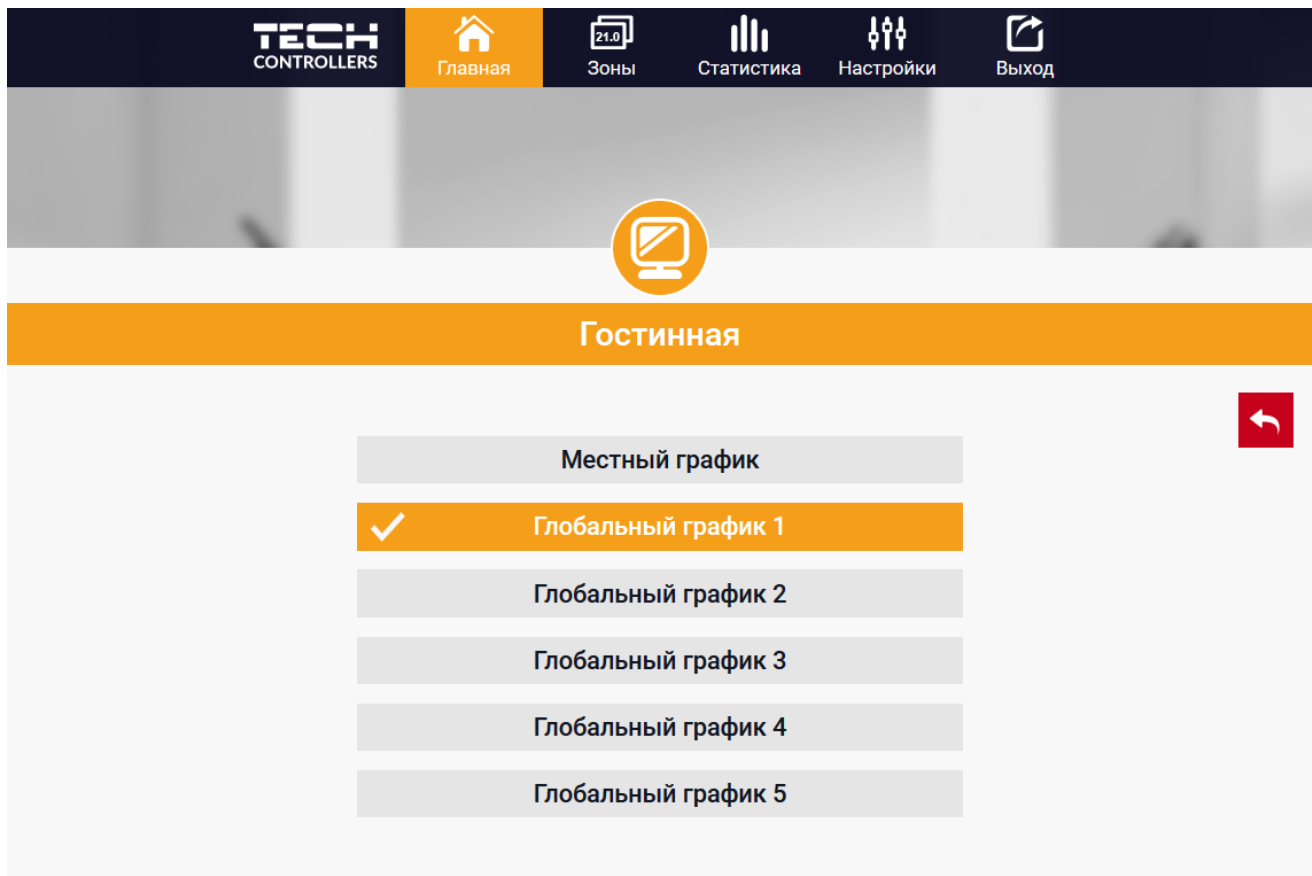 TECH
CONTROLLERS
Главная
21.0
Зоны
Статистика
Настройки
Выход
Гостинная
Местный график
Глобальный график 1
Глобальный график 2
Глобальный график 3
Глобальный график 4
Глобальный график 5